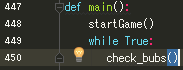 447 def main():
448 startGame()
449 while True:
450 check_bubs()